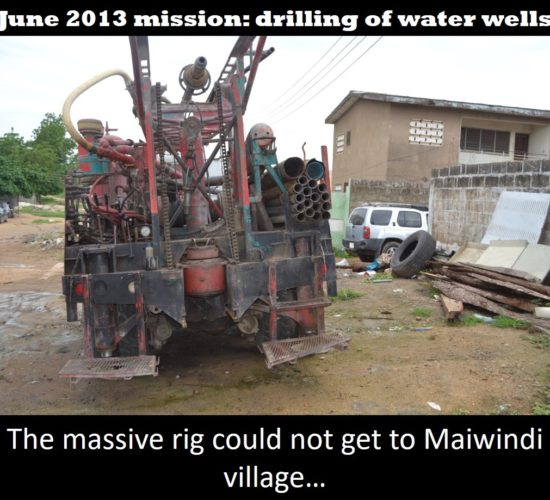 June 2013 mission: drilling of water wells
The massive rig could not get to Maiwindi
village…